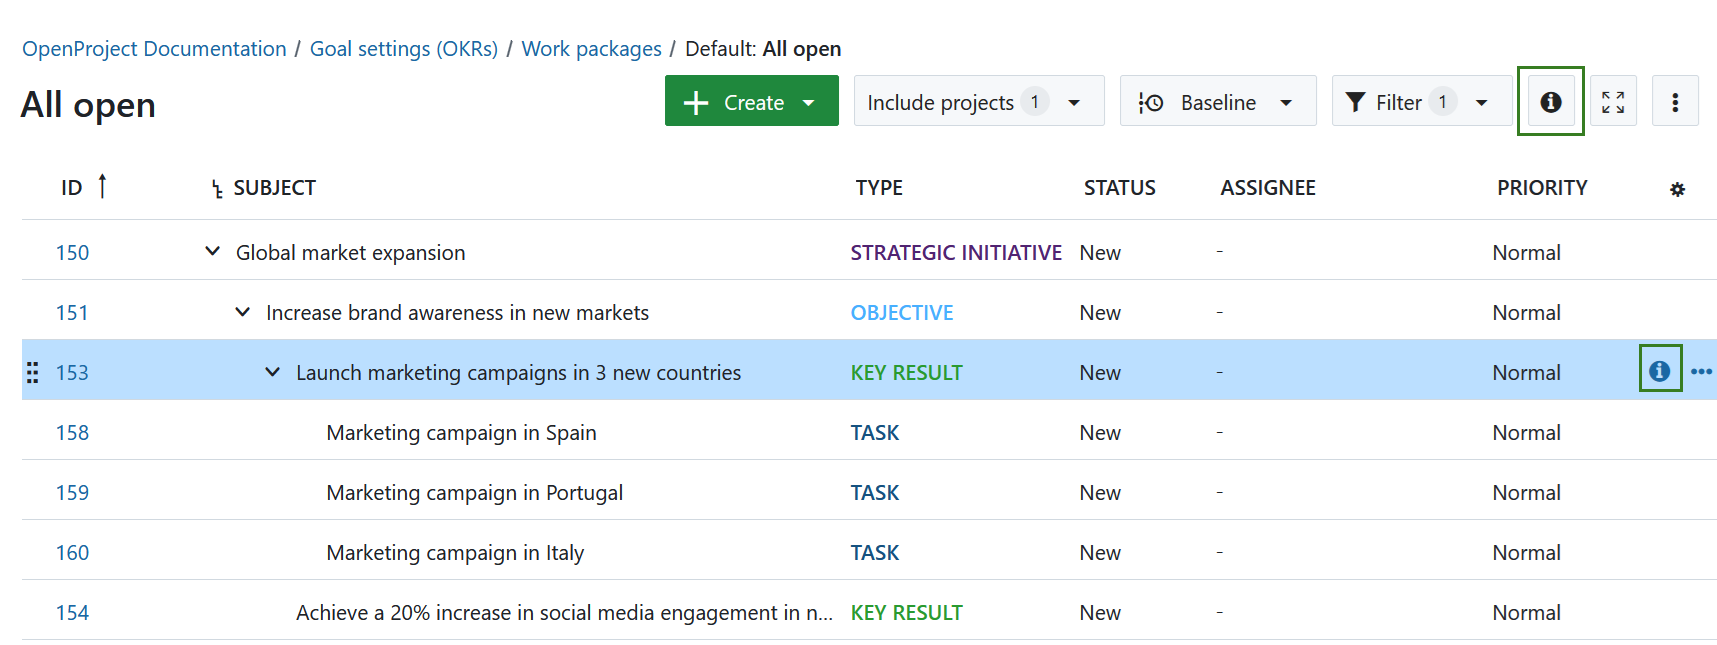 OpenProject Documentation / Goal settings (OKRs) / Work packages / Default: All open
All open
Create
Include projects 1
Baseline
Filter 1
ID SUBJECT TYPE STATUS ASSIGNEE PRIORITY
150 Global market expansion STRATEGIC INITIATIVE New - Normal
151 Increase brand awareness in new markets OBJECTIVE New - Normal
153 Launch marketing campaigns in 3 new countries KEY RESULT New - Normal
158 Marketing campaign in Spain TASK New - Normal
159 Marketing campaign in Portugal TASK New - Normal
160 Marketing campaign in Italy TASK New - Normal
154 Achieve a 20% increase in social media engagement in n... KEY RESULT New - Normal